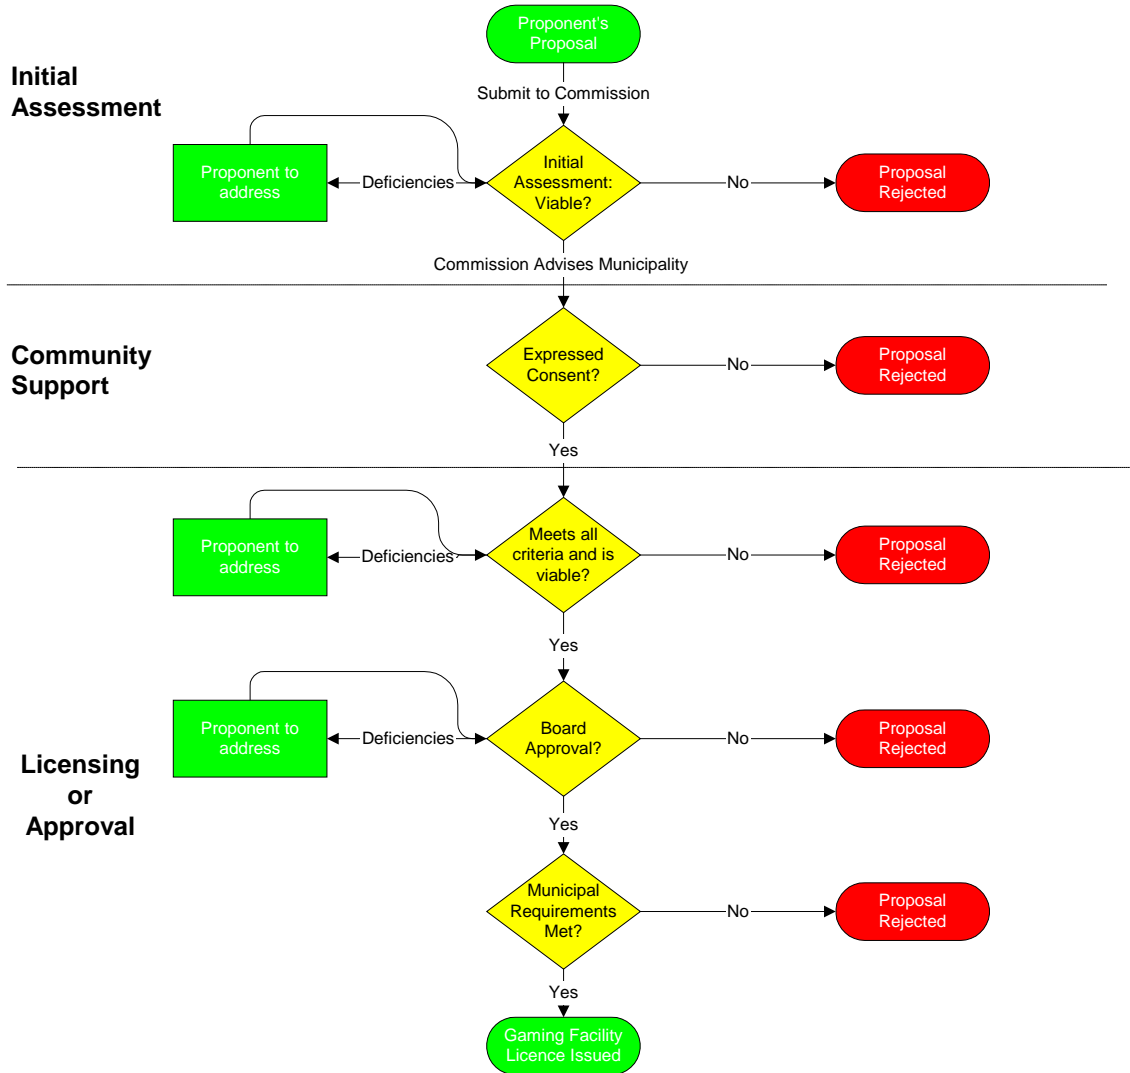 Proponent's
Proposal
Initial
Assessment
Submit to Commission
Proponent to
address
Deficiencies
Initial
Assessment:
Viable?
No
Proposal
Rejected
Commission Advises Municipality
Community
Support
Expressed
Consent?
No
Proposal
Rejected
Yes
Proponent to
address
Deficiencies
Meets all
criteria and is
viable?
No
Proposal
Rejected
Yes
Proponent to
address
Deficiencies
Board
Approval?
No
Proposal
Rejected
Licensing
or
Approval
Yes
Municipal
Requirements
Met?
No
Proposal
Rejected
Yes
Gaming Facility
Licence Issued